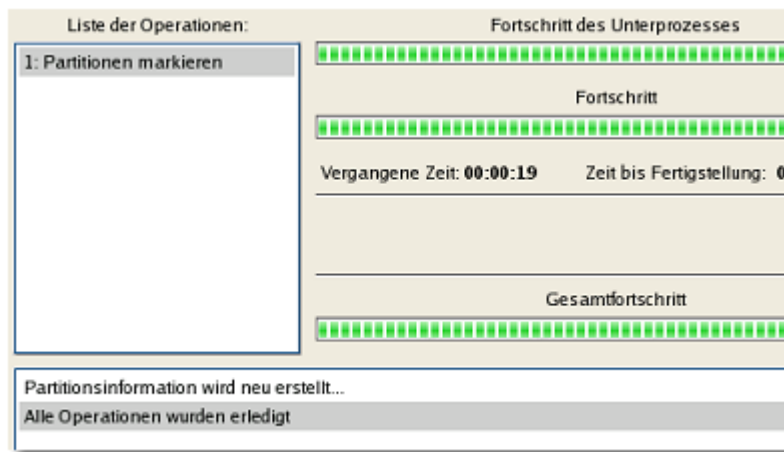 Liste der Operationen:
1: Partitionen markieren
Fortschritt des Unterprozesses
Fortschritt
Vergangene Zeit: 00:00:19
Zeit bis Fertigstellung:
Gesamtfortschritt
Partitionsinformation wird neu erstellt...
Alle Operationen wurden erledigt